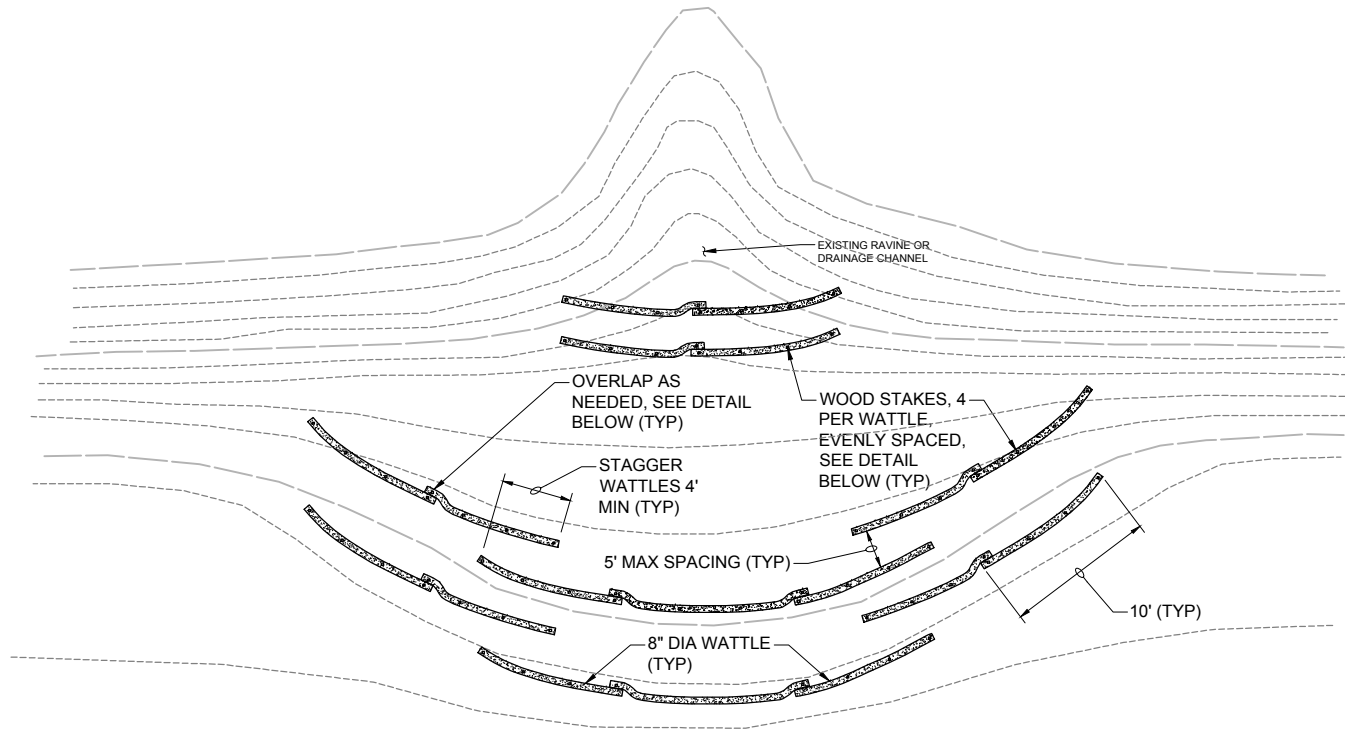 EXISTING RAVINE OR
DRAINAGE CHANNEL
OVERLAP AS
NEEDED, SEE DETAIL
BELOW (TYP)
WOOD STAKES, 4
PER WATTLE,
EVENLY SPACED,
SEE DETAIL
BELOW (TYP)
STAGGER
WATTLES 4'
MIN (TYP)
5' MAX SPACING (TYP)
10' (TYP)
8" DIA WATTLE
(TYP)